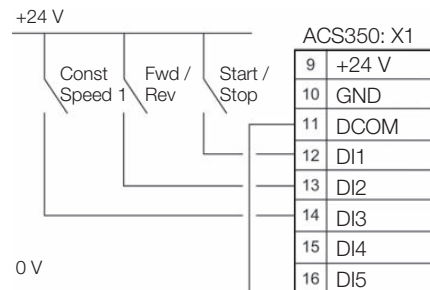 +24 V
Const
Speed 1
Fwd /
Rev
Start /
Stop
0 V
ACS350: X1
9 +24 V
10 GND
11 DCOM
12 DI1
13 DI2
14 DI3
15 DI4
16 DI5